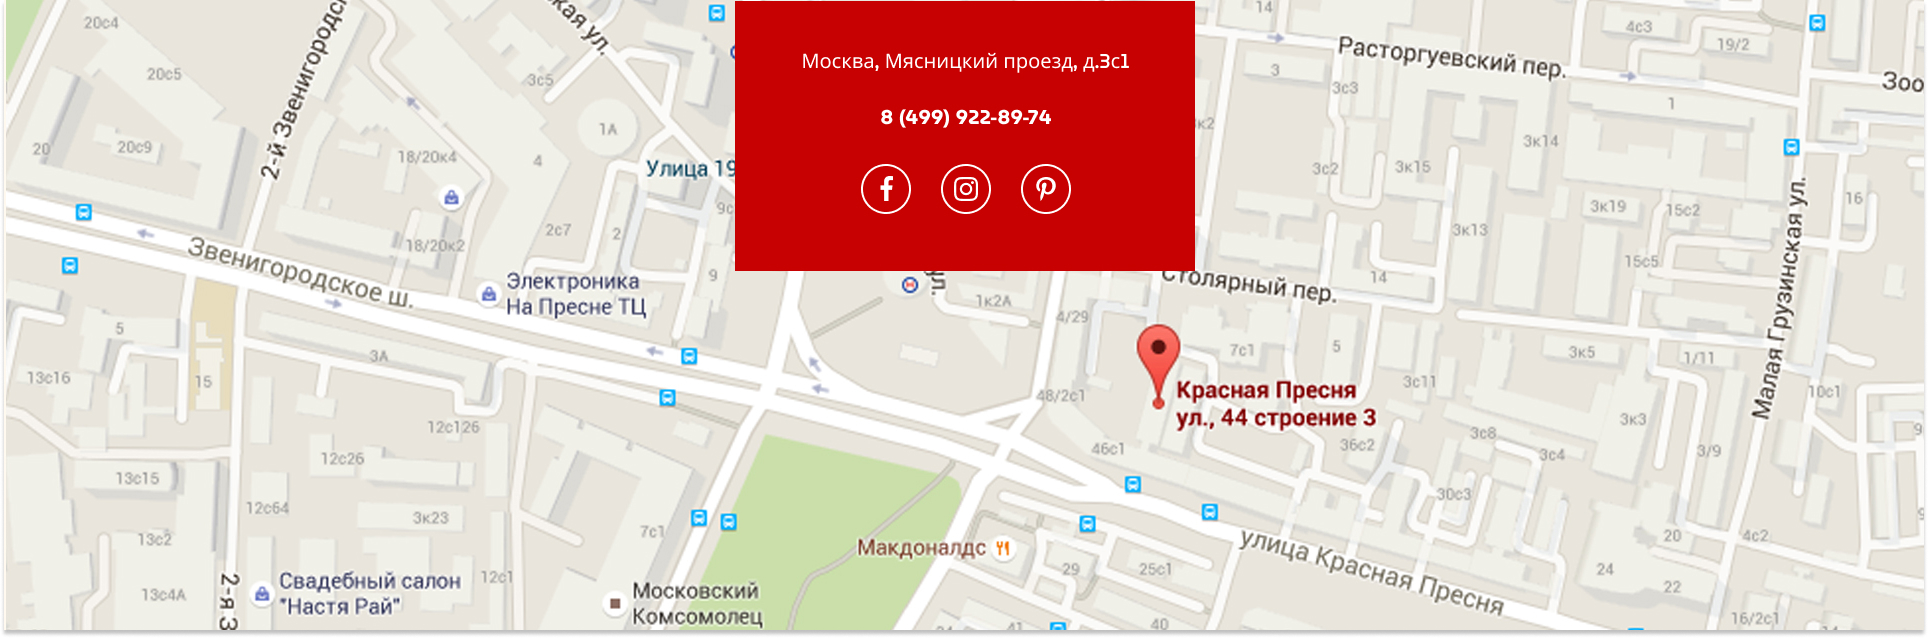 20с4
20с5
20
20с9
2-й Звенигородс
кая ул.
3с5
1А
18/20к4
4
Улица 19
18/20к2
2с7
2
9с
9
Звенигородское ш.
Электроника
На Пресне ТЦ
Москва, Мясницкий проезд, д.3с1
8 (499) 922-89-74
14
3
Расторгуевский пер.
4с3
19/2
Зоо
3с3
1
к2
3к14
3с2
3к15
16
3к19
15с2
3к13
15с5
14
Столярный пер.
ул.
1к2А
4/29
Малая Грузинская ул.
5
3А
13с16
15
7с1
5
3к5
1/11
3с11
10с1
48/2с1
Красная Пресня
ул., 44 строение 3
12с126
12с26
13с15
46с1
36с2
3с8
3с4
3к3
3/9
12с64
3к23
7с1
30с3
13с2
Макдоналдс
29
25с1
улица Красная Пресня
20
4с2
24
22
2-я З
Свадебный салон
"Настя Рай"
12с1
13с4А
Московский
Комсомолец
41
40
16/2с1